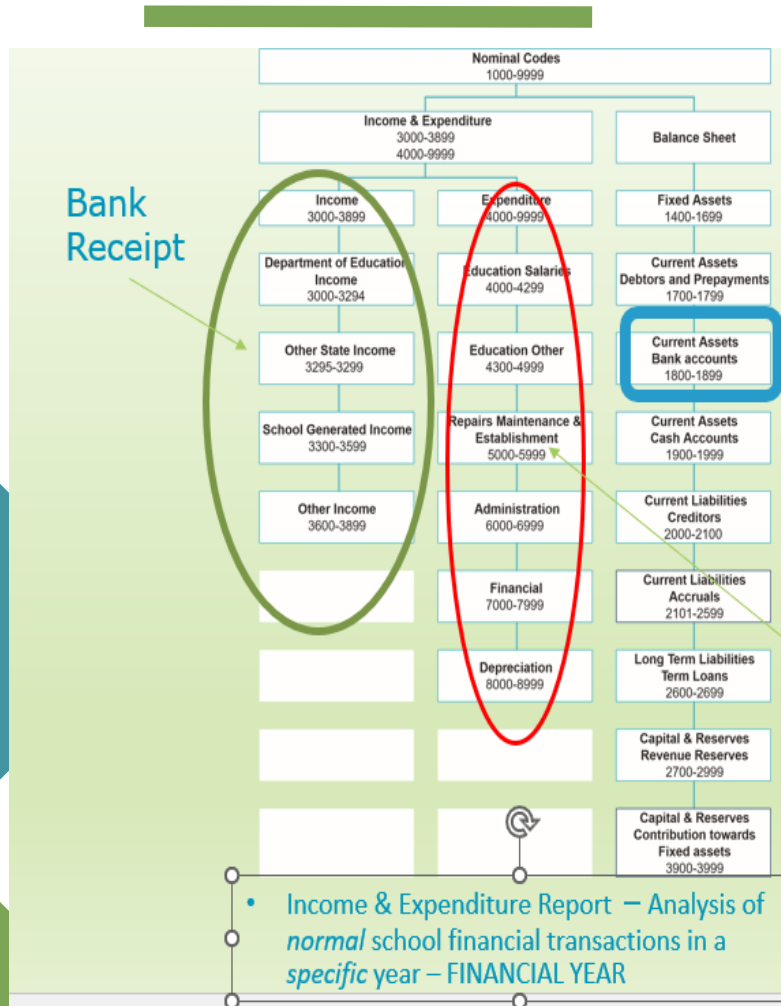 Nominal Codes
1000-9999
Income & Expenditure
3000-3899
4000-9999
Balance Sheet
Bank
Receipt
Income
3000-3899
Department of Education
Income
3000-3294
Other State Income
3295-3299
School Generated Income
3300-3599
Other Income
3600-3899
Expenditure
4000-9999
Education Salaries
4000-4299
Education Other
4300-4999
Repairs Maintenance &
Establishment
5000-5999
Administration
6000-6999
Financial
7000-7999
Depreciation
8000-8999
Fixed Assets
1400-1699
Current Assets
Debtors and Prepayments
1700-1799
Current Assets
Bank accounts
1800-1899
Current Assets
Cash Accounts
1900-1999
Current Liabilities
Creditors
2000-2100
Current Liabilities
Accruals
2101-2599
Long Term Liabilities
Term Loans
2600-2699
Capital & Reserves
Revenue Reserves
2700-2999
Capital & Reserves
Contribution towards
Fixed assets
3900-3999
• Income & Expenditure Report – Analysis of
normal school financial transactions in a
specific year – FINANCIAL YEAR